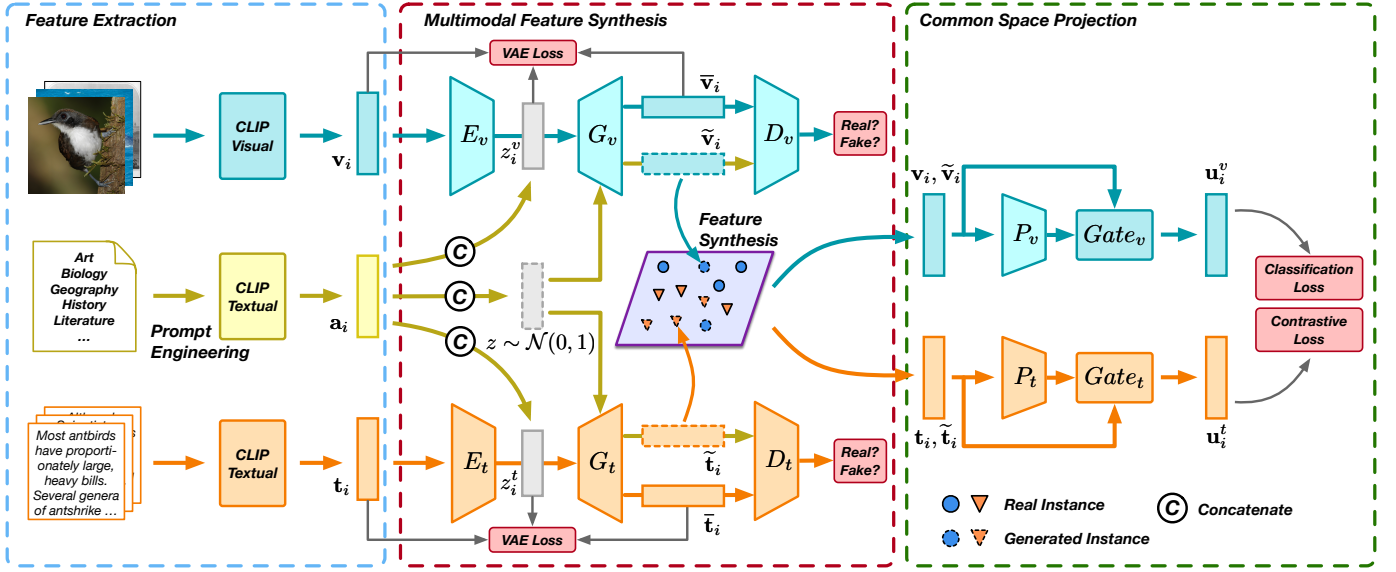 Feature Extraction
CLIP
Visual
v_i
Art
Biology
Geography
History
Literature
...
Prompt
Engineering
CLIP
Textual
a_i
Most antbirds
have proporti-
onately large,
heavy bills.
Several genera
of antshrike ...
CLIP
Textual
t_i
Multimodal Feature Synthesis
VAE Loss
E_v
z_i^v
G_v
v̄_i
ṽ_i
D_v
Real?
Fake?
C
C
C
z ∼ N(0, 1)
Feature
Synthesis
E_t
z_i^t
G_t
t̃_i
t̄_i
D_t
Real?
Fake?
VAE Loss
Common Space Projection
v_i, ṽ_i
P_v
Gate_v
u_i^v
Classification
Loss
Contrastive
Loss
t_i, t̃_i
P_t
Gate_t
u_i^t
Real Instance
C Concatenate
Generated Instance